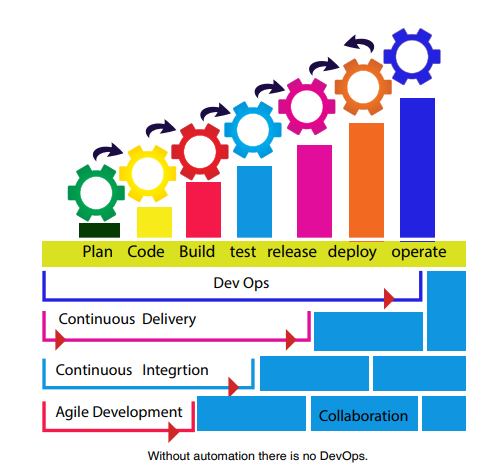 Plan Code Build test release deploy operate
Dev Ops
Continuous Delivery
Continuous Integrtion
Agile Development
Collaboration
Without automation there is no DevOps.